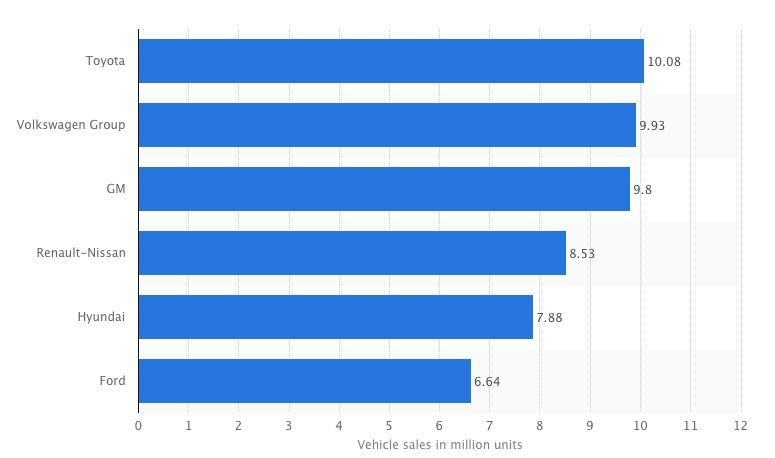 Toyota 10.08
Volkswagen Group 9.93
GM 9.8
Renault-Nissan 8.53
Hyundai 7.88
Ford 6.64
0 1 2 3 4 5 6 7 8 9 10 11 12
Vehicle sales in million units